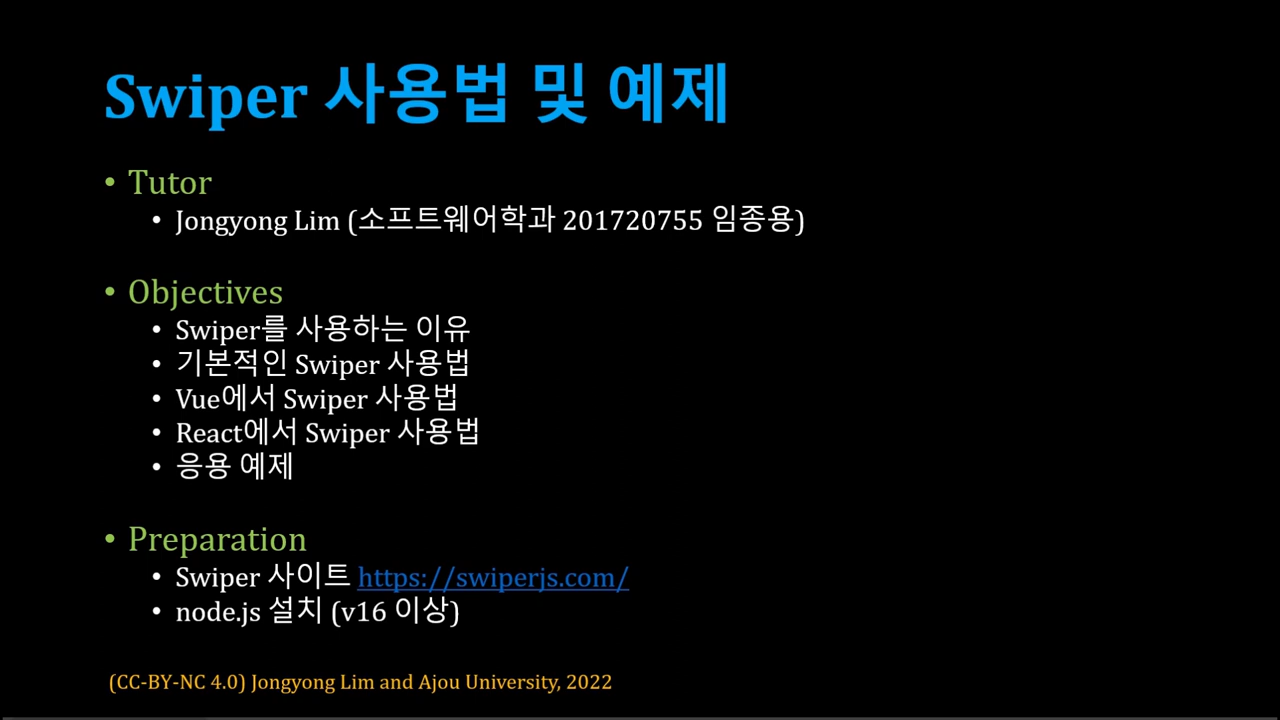 Swiper 사용법 및 예제
• Tutor
• Jongyong Lim (소프트웨어학과 201720755 임종용)
• Objectives
• Swiper를 사용하는 이유
• 기본적인 Swiper 사용법
• Vue에서 Swiper 사용법
• React에서 Swiper 사용법
• 응용 예제
• Preparation
• Swiper 사이트 https://swiperjs.com/
• node.js 설치 (v16 이상)
(CC-BY-NC 4.0) Jongyong Lim and Ajou University, 2022